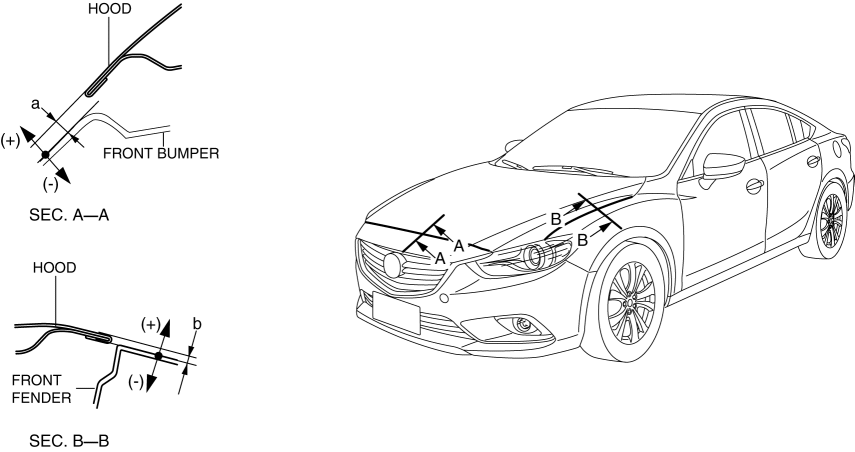 HOOD
a
(+)
(-)
FRONT BUMPER
SEC. A—A
HOOD
(+)
b
(-)
FRONT
FENDER
SEC. B—B
B
B
A
A